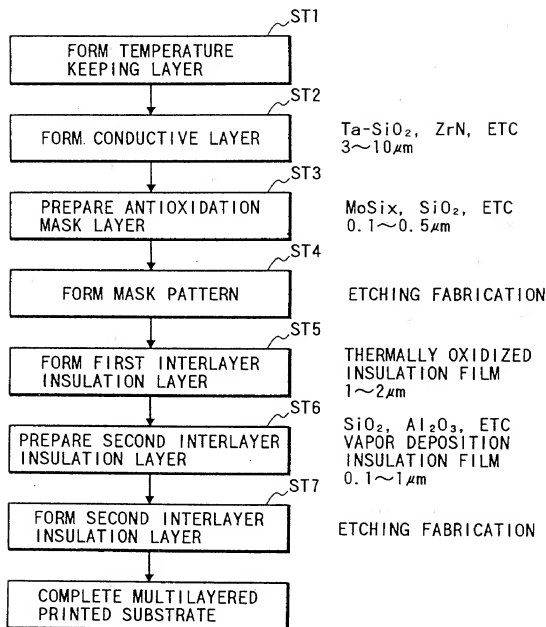 ST1
FORM TEMPERATURE
KEEPING LAYER
ST2
FORM CONDUCTIVE LAYER
Ta-SiO₂, ZrN, ETC
3~10μm
ST3
PREPARE ANTIOXIDATION
MASK LAYER
MoSix, SiO₂, ETC
0.1~0.5μm
ST4
FORM MASK PATTERN
ETCHING FABRICATION
ST5
FORM FIRST INTERLAYER
INSULATION LAYER
THERMALLY OXIDIZED
INSULATION FILM
1~2μm
ST6
PREPARE SECOND INTERLAYER
INSULATION LAYER
SiO₂, Al₂O₃, ETC
VAPOR DEPOSITION
INSULATION FILM
0.1~1μm
ST7
FORM SECOND INTERLAYER
INSULATION LAYER
ETCHING FABRICATION
COMPLETE MULTILAYERED
PRINTED SUBSTRATE